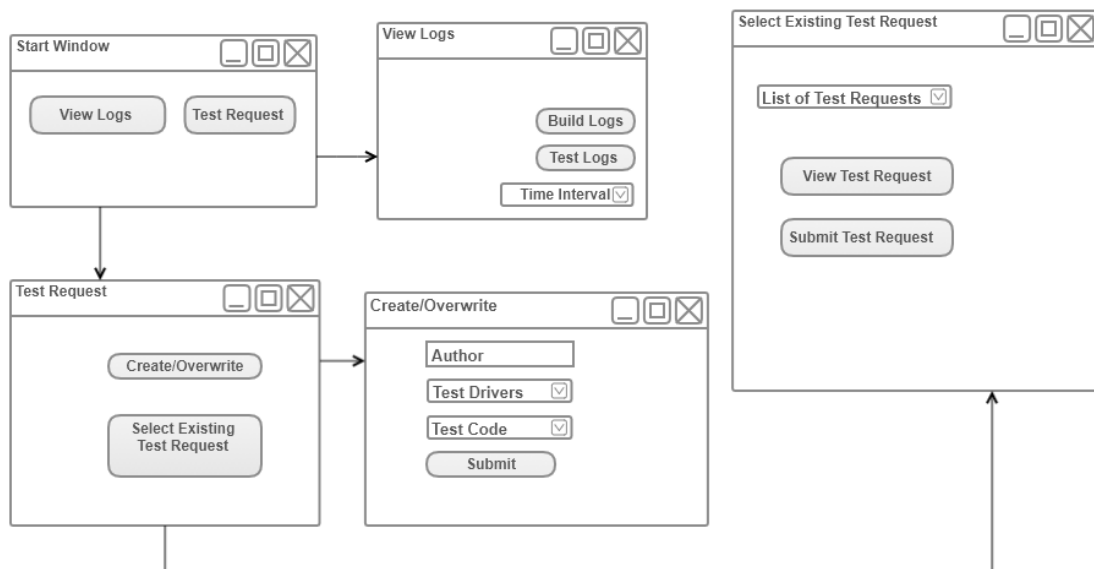 Start Window
View Logs
Test Request
View Logs
Build Logs
Test Logs
Time Interval
Select Existing Test Request
List of Test Requests
View Test Request
Submit Test Request
Test Request
Create/Overwrite
Select Existing
Test Request
Create/Overwrite
Author
Test Drivers
Test Code
Submit